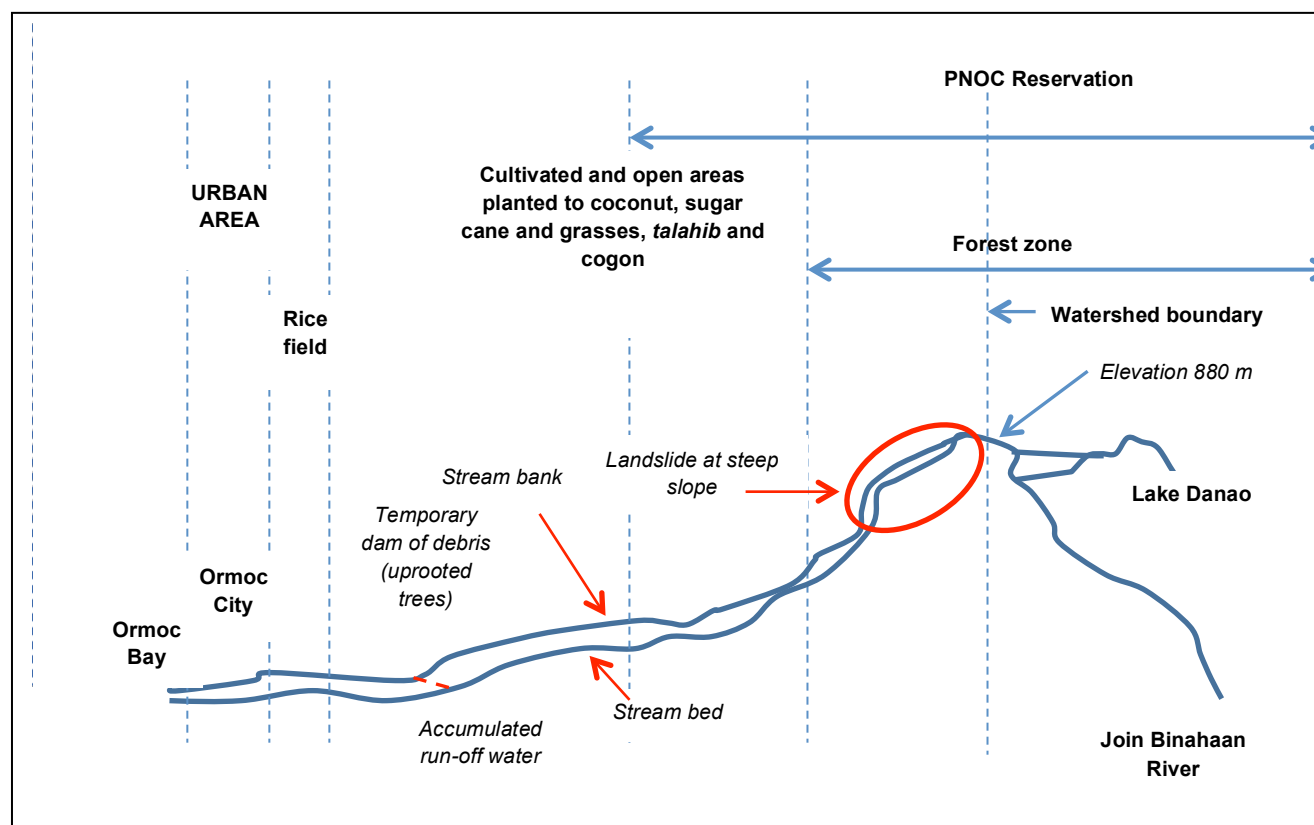 PNOC Reservation
URBAN
AREA
Cultivated and open areas
planted to coconut, sugar
cane and grasses, talahib and
cogon
Forest zone
Rice
field
Watershed boundary
Elevation 880 m
Stream bank
Landslide at steep
slope
Lake Danao
Temporary
dam of debris
(uprooted
trees)
Ormoc
City
Ormoc
Bay
Stream bed
Accumulated
run-off water
Join Binahaan
River